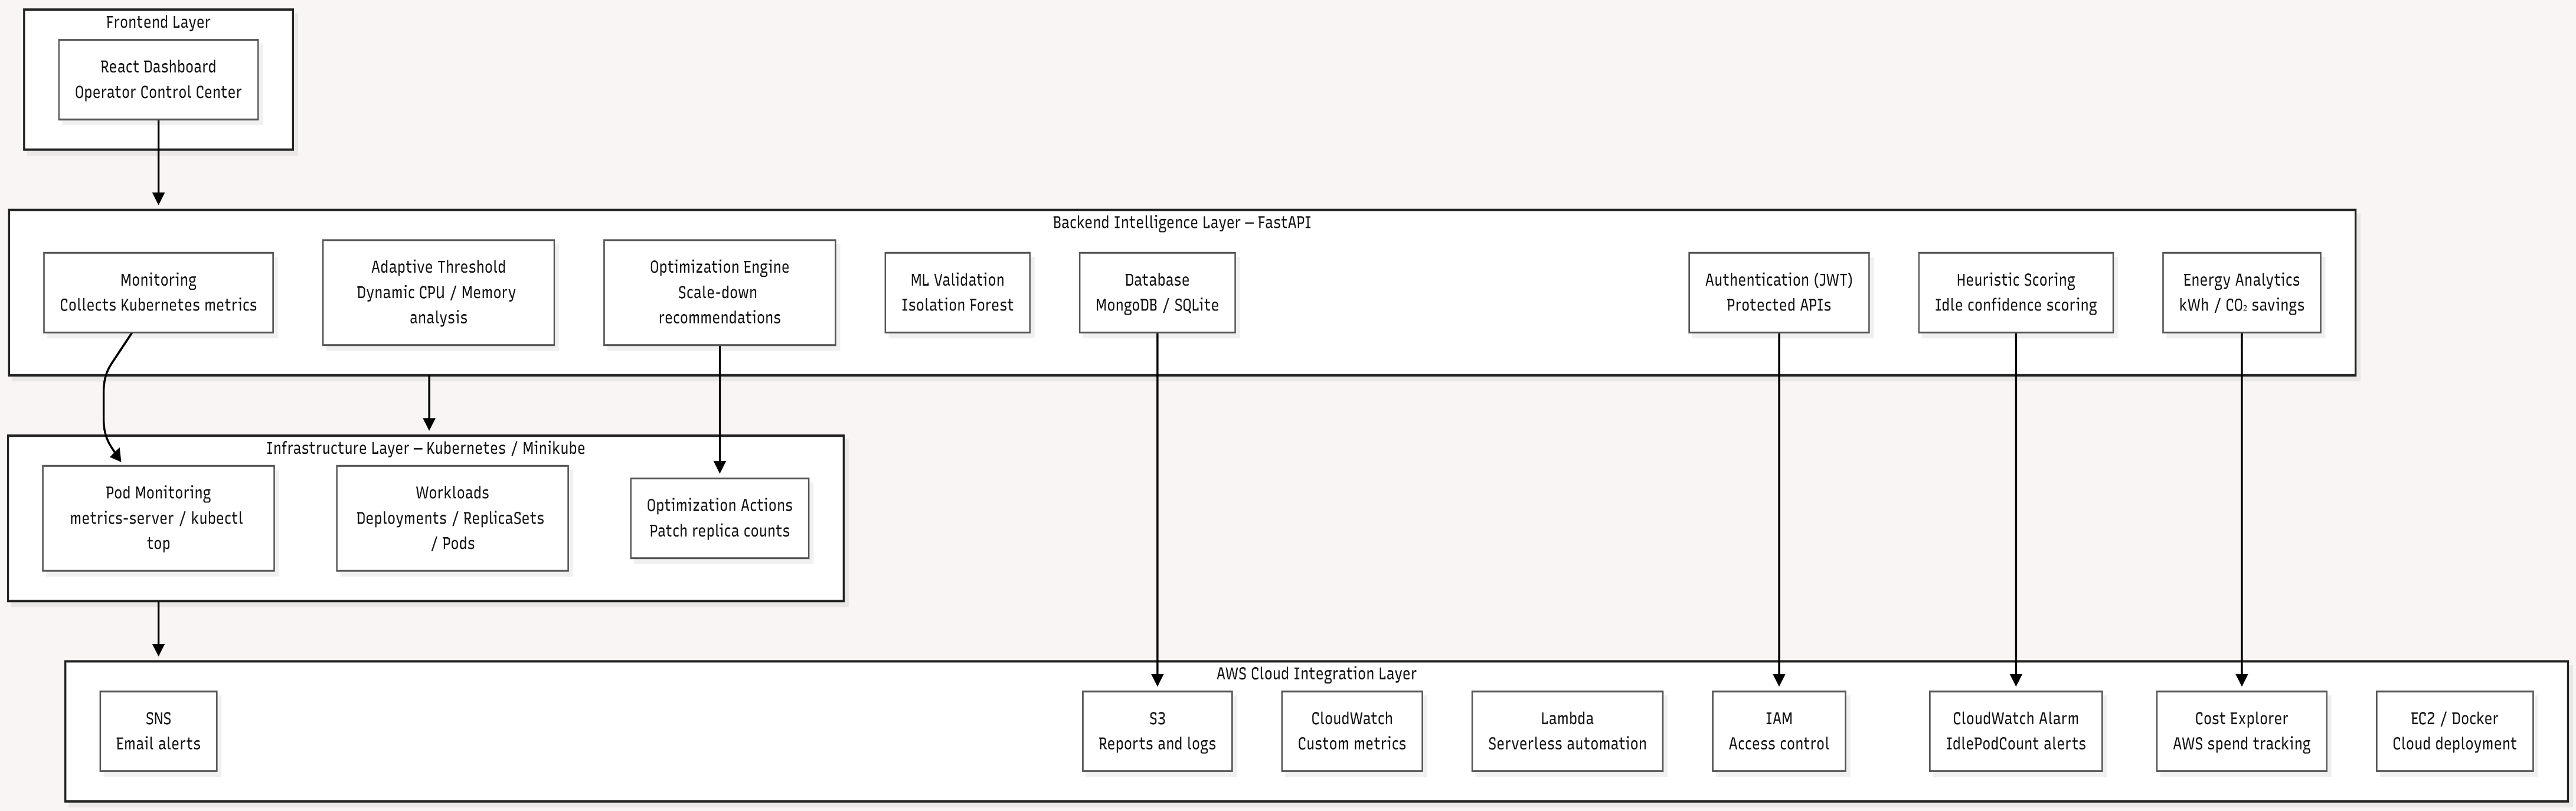 Frontend Layer
React Dashboard
Operator Control Center
Backend Intelligence Layer – FastAPI
Monitoring
Collects Kubernetes metrics
Adaptive Threshold
Dynamic CPU / Memory
analysis
Optimization Engine
Scale-down
recommendations
ML Validation
Isolation Forest
Database
MongoDB / SQLite
Authentication (JWT)
Protected APIs
Heuristic Scoring
Idle confidence scoring
Energy Analytics
kWh / CO₂ savings
Infrastructure Layer – Kubernetes / Minikube
Pod Monitoring
metrics-server / kubectl
top
Workloads
Deployments / ReplicaSets
/ Pods
Optimization Actions
Patch replica counts
AWS Cloud Integration Layer
SNS
Email alerts
S3
Reports and logs
CloudWatch
Custom metrics
Lambda
Serverless automation
IAM
Access control
CloudWatch Alarm
IdlePodCount alerts
Cost Explorer
AWS spend tracking
EC2 / Docker
Cloud deployment